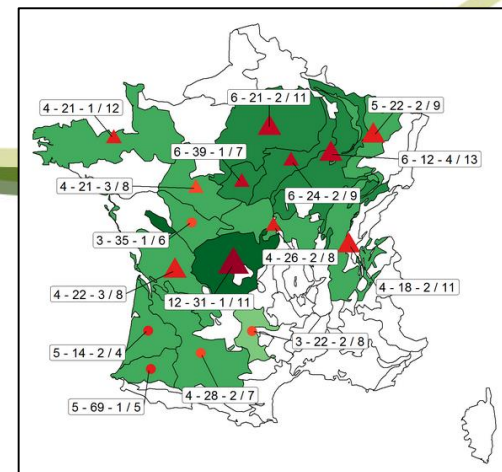 6 - 21 - 2 / 11
4 - 21 - 1 / 12
5 - 22 - 2 / 9
6 - 39 - 1 / 7
6 - 12 - 4 / 13
4 - 21 - 3 / 8
6 - 24 - 2 / 9
3 - 35 - 1 / 6
4 - 26 - 2 / 8
4 - 22 - 3 / 8
4 - 18 - 2 / 11
12 - 31 - 1 / 11
3 - 22 - 2 / 8
5 - 14 - 2 / 4
4 - 28 - 2 / 7
5 - 69 - 1 / 5